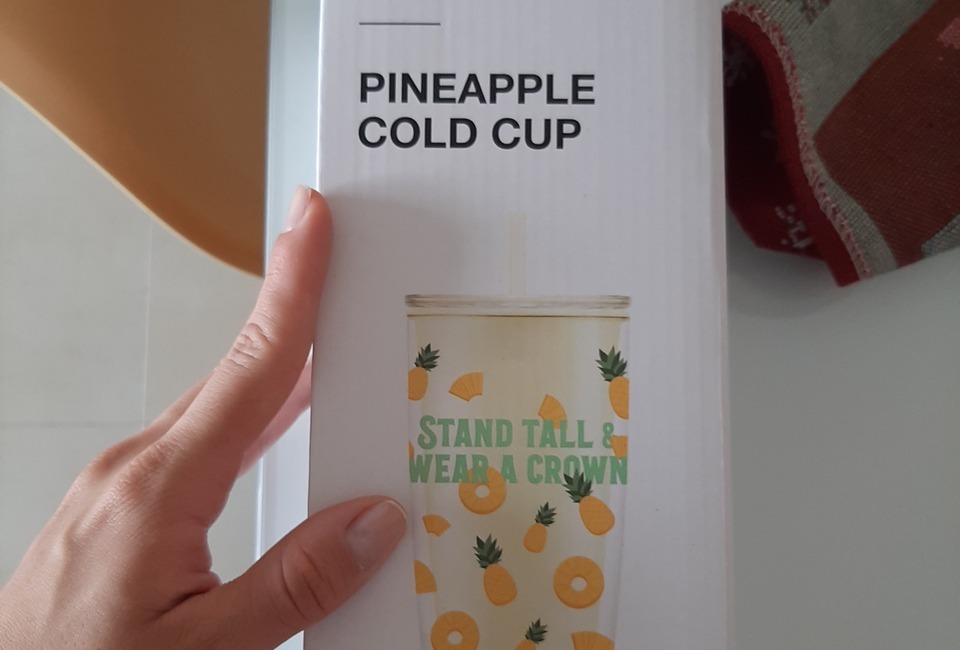 PINEAPPLE
COLD CUP
STAND TALL &
WEAR A CROWN